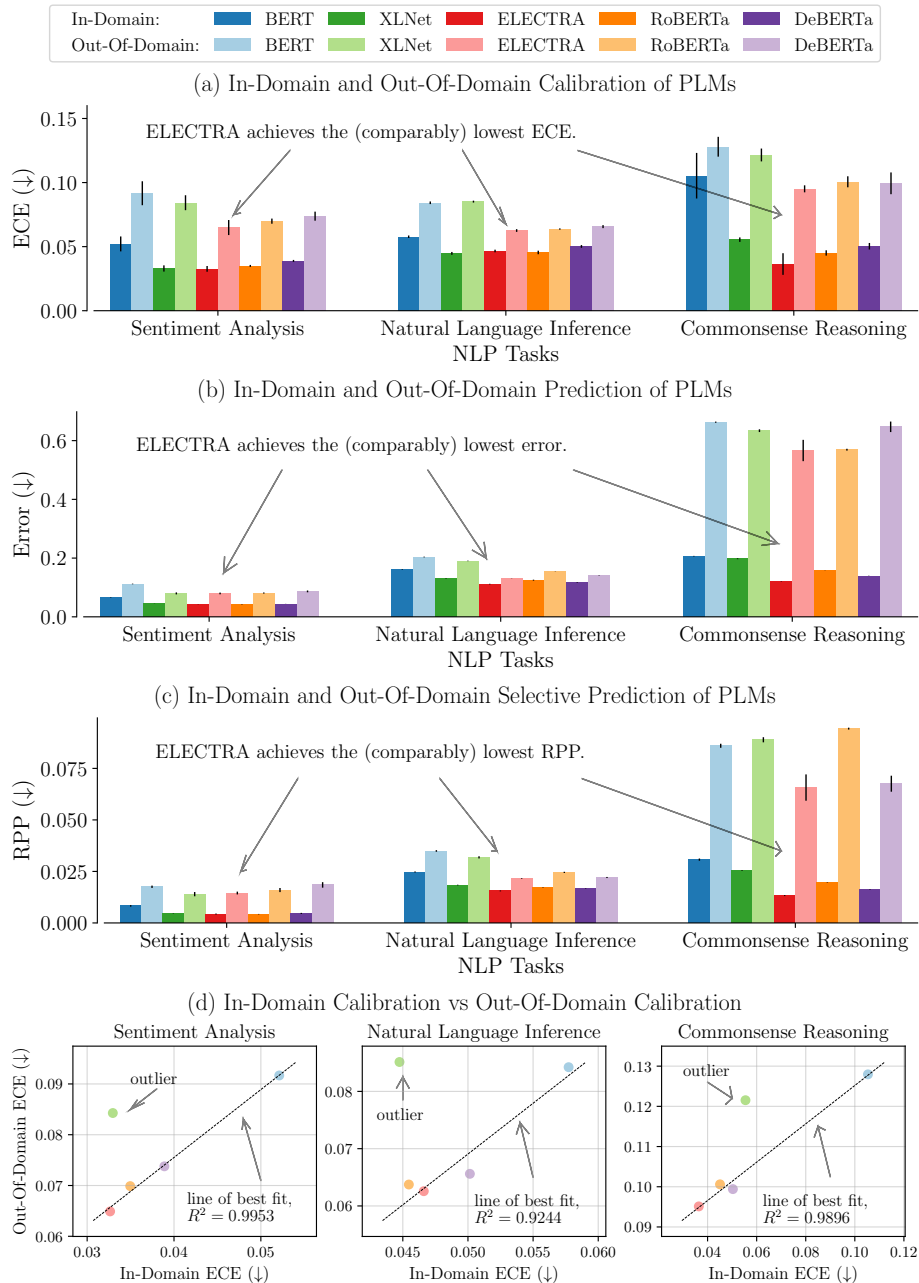 In-Domain: BERT XLNet ELECTRA RoBERTa DeBERTa
Out-Of-Domain: BERT XLNet ELECTRA RoBERTa DeBERTa
(a) In-Domain and Out-Of-Domain Calibration of PLMs
ECE (↓)
0.15
0.10
0.05
0.00
ELECTRA achieves the (comparably) lowest ECE.
Sentiment Analysis Natural Language Inference Commonsense Reasoning
NLP Tasks
(b) In-Domain and Out-Of-Domain Prediction of PLMs
Error (↓)
0.6
0.4
0.2
0.0
ELECTRA achieves the (comparably) lowest error.
Sentiment Analysis Natural Language Inference Commonsense Reasoning
NLP Tasks
(c) In-Domain and Out-Of-Domain Selective Prediction of PLMs
RPP (↓)
0.075
0.050
0.025
0.000
ELECTRA achieves the (comparably) lowest RPP.
Sentiment Analysis Natural Language Inference Commonsense Reasoning
NLP Tasks
(d) In-Domain Calibration vs Out-Of-Domain Calibration
Sentiment Analysis
Out-Of-Domain ECE (↓)
0.09
0.08
0.07
0.06
outlier
line of best fit,
R² = 0.9953
0.03 0.04 0.05
In-Domain ECE (↓)
Natural Language Inference
0.08
0.07
0.06
outlier
line of best fit,
R² = 0.9244
0.045 0.050 0.055 0.060
In-Domain ECE (↓)
Commonsense Reasoning
0.13
0.12
0.11
0.10
0.09
outlier
line of best fit,
R² = 0.9896
0.04 0.06 0.08 0.10 0.12
In-Domain ECE (↓)